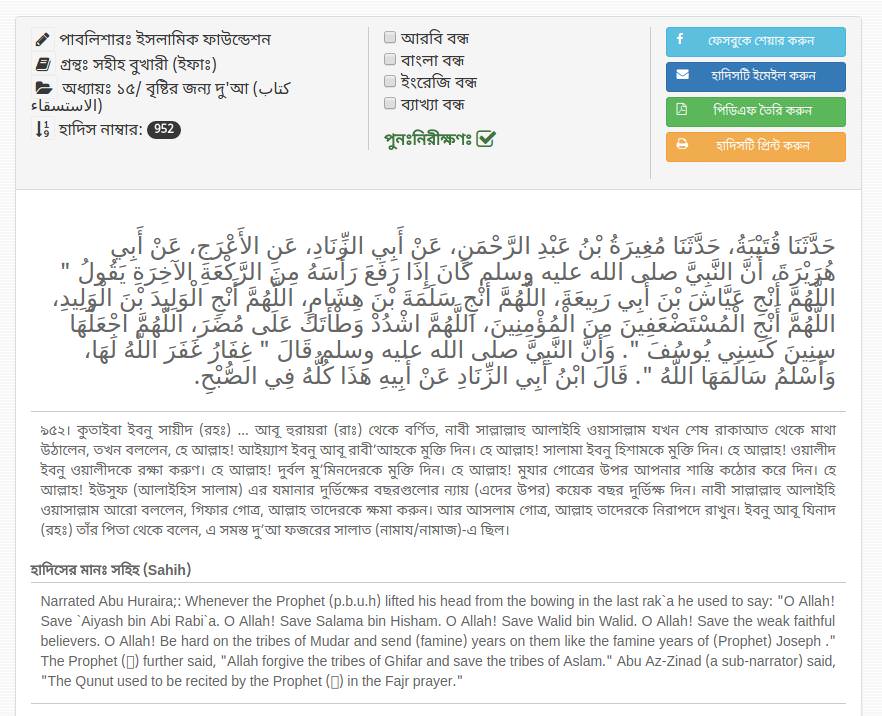 পাবলিশারঃ ইসলামিক ফাউন্ডেশন
গ্রন্থঃ সহীহ বুখারী (ইফাঃ)
অধ্যায়ঃ ১৫/ বৃষ্টির জন্য দু'আ (كتاب
الاستسقاء)
হাদিস নাম্বার: 952
আরবি বন্ধ
বাংলা বন্ধ
ইংরেজি বন্ধ
ব্যাখ্যা বন্ধ
পুনঃনিরীক্ষণঃ
ফেসবুকে শেয়ার করুন
হাদিসটি ইমেইল করুন
পিডিএফ তৈরি করুন
হাদিসটি প্রিন্ট করুন
حَدَّثَنَا قُتَيْبَةُ، حَدَّثَنَا مُغِيرَةُ بْنُ عَبْدِ الرَّحْمَنِ، عَنْ أَبِي الزِّنَادِ، عَنِ الأَعْرَجِ، عَنْ أَبِي
هُرَيْرَةَ، أَنَّ النَّبِيَّ صلى الله عليه وسلم كَانَ إِذَا رَفَعَ رَأْسَهُ مِنَ الرَّكْعَةِ الآخِرَةِ يَقُولُ "
اللَّهُمَّ أَنْجِ عَيَّاشَ بْنَ أَبِي رَبِيعَةَ، اللَّهُمَّ أَنْجِ سَلَمَةَ بْنَ هِشَامٍ، اللَّهُمَّ أَنْجِ الْوَلِيدَ بْنَ الْوَلِيدِ،
اللَّهُمَّ أَنْجِ الْمُسْتَضْعَفِينَ مِنَ الْمُؤْمِنِينَ، اللَّهُمَّ اشْدُدْ وَطْأَتَكَ عَلَى مُضَرَ، اللَّهُمَّ اجْعَلْهَا
سِنِينَ كَسِنِي يُوسُفَ ". وَأَنَّ النَّبِيَّ صلى الله عليه وسلم قَالَ " غِفَارُ غَفَرَ اللَّهُ لَهَا،
وَأَسْلَمُ سَالَمَهَا اللَّهُ ". قَالَ ابْنُ أَبِي الزِّنَادِ عَنْ أَبِيهِ هَذَا كُلُّهُ فِي الصُّبْحِ.
৯৫২। কুতাইবা ইবনু সায়ীদ (রহঃ) ... আবূ হুরায়রা (রাঃ) থেকে বর্ণিত, নাবী সাল্লাল্লাহু আলাইহি ওয়াসাল্লাম যখন শেষ রাকাআত থেকে মাথা
উঠালেন, তখন বললেন, হে আল্লাহ! আইয়্যাশ ইবনু আবূ রাবী’আহকে মুক্তি দিন। হে আল্লাহ! সালামা ইবনু হিশামকে মুক্তি দিন। হে আল্লাহ! ওয়ালীদ
ইবনু ওয়ালীদকে রক্ষা করুণ। হে আল্লাহ! দুর্বল মু’মিনদেরকে মুক্তি দিন। হে আল্লাহ! মুযার গোত্রের উপর আপনার শাস্তি কঠোর করে দিন। হে
আল্লাহ! ইউসুফ (আলাইহিস সালাম) এর যমানার দুর্ভিক্ষের বছরগুলোর ন্যায় (এদের উপর) কয়েক বছর দুর্ভিক্ষ দিন। নাবী সাল্লাল্লাহু আলাইহি
ওয়াসাল্লাম আরো বললেন, গিফার গোত্র, আল্লাহ তাদেরকে ক্ষমা করুন। আর আসলাম গোত্র, আল্লাহ তাদেরকে নিরাপদে রাখুন। ইবনু আবূ যিনাদ
(রহঃ) তাঁর পিতা থেকে বলেন, এ সমস্ত দু’আ ফজরের সালাত (নামায/নামাজ)-এ ছিল।
হাদিসের মানঃ সহিহ (Sahih)
Narrated Abu Huraira;: Whenever the Prophet (p.b.u.h) lifted his head from the bowing in the last rak`a he used to say: "O Allah!
Save `Aiyash bin Abi Rabi`a. O Allah! Save Salama bin Hisham. O Allah! Save Walid bin Walid. O Allah! Save the weak faithful
believers. O Allah! Be hard on the tribes of Mudar and send (famine) years on them like the famine years of (Prophet) Joseph ."
The Prophet (▯) further said, "Allah forgive the tribes of Ghifar and save the tribes of Aslam." Abu Az-Zinad (a sub-narrator) said,
"The Qunut used to be recited by the Prophet (▯) in the Fajr prayer."